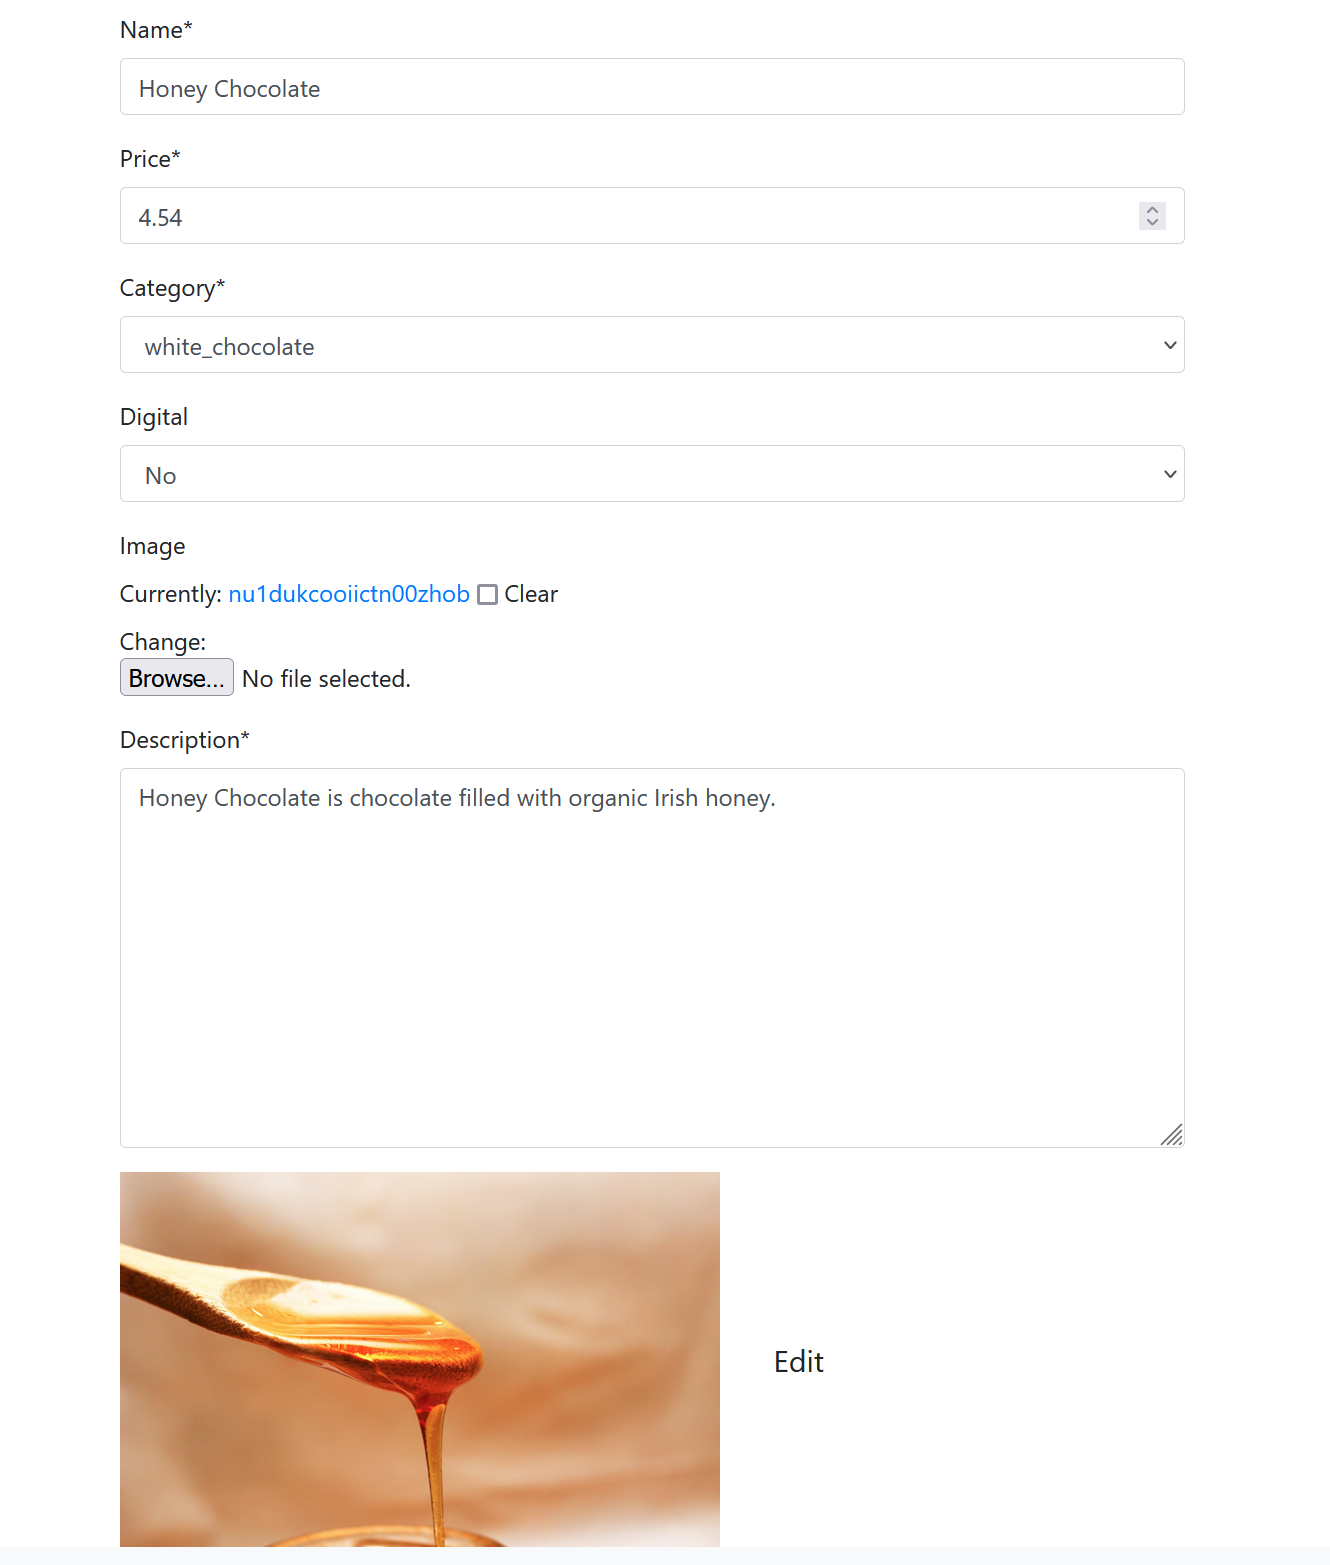 Name*
Honey Chocolate
Price*
4.54
Category*
white_chocolate
Digital
No
Image
Currently: nu1dukcooiictn00zhob Clear
Change:
Browse... No file selected.
Description*
Honey Chocolate is chocolate filled with organic Irish honey.
Edit